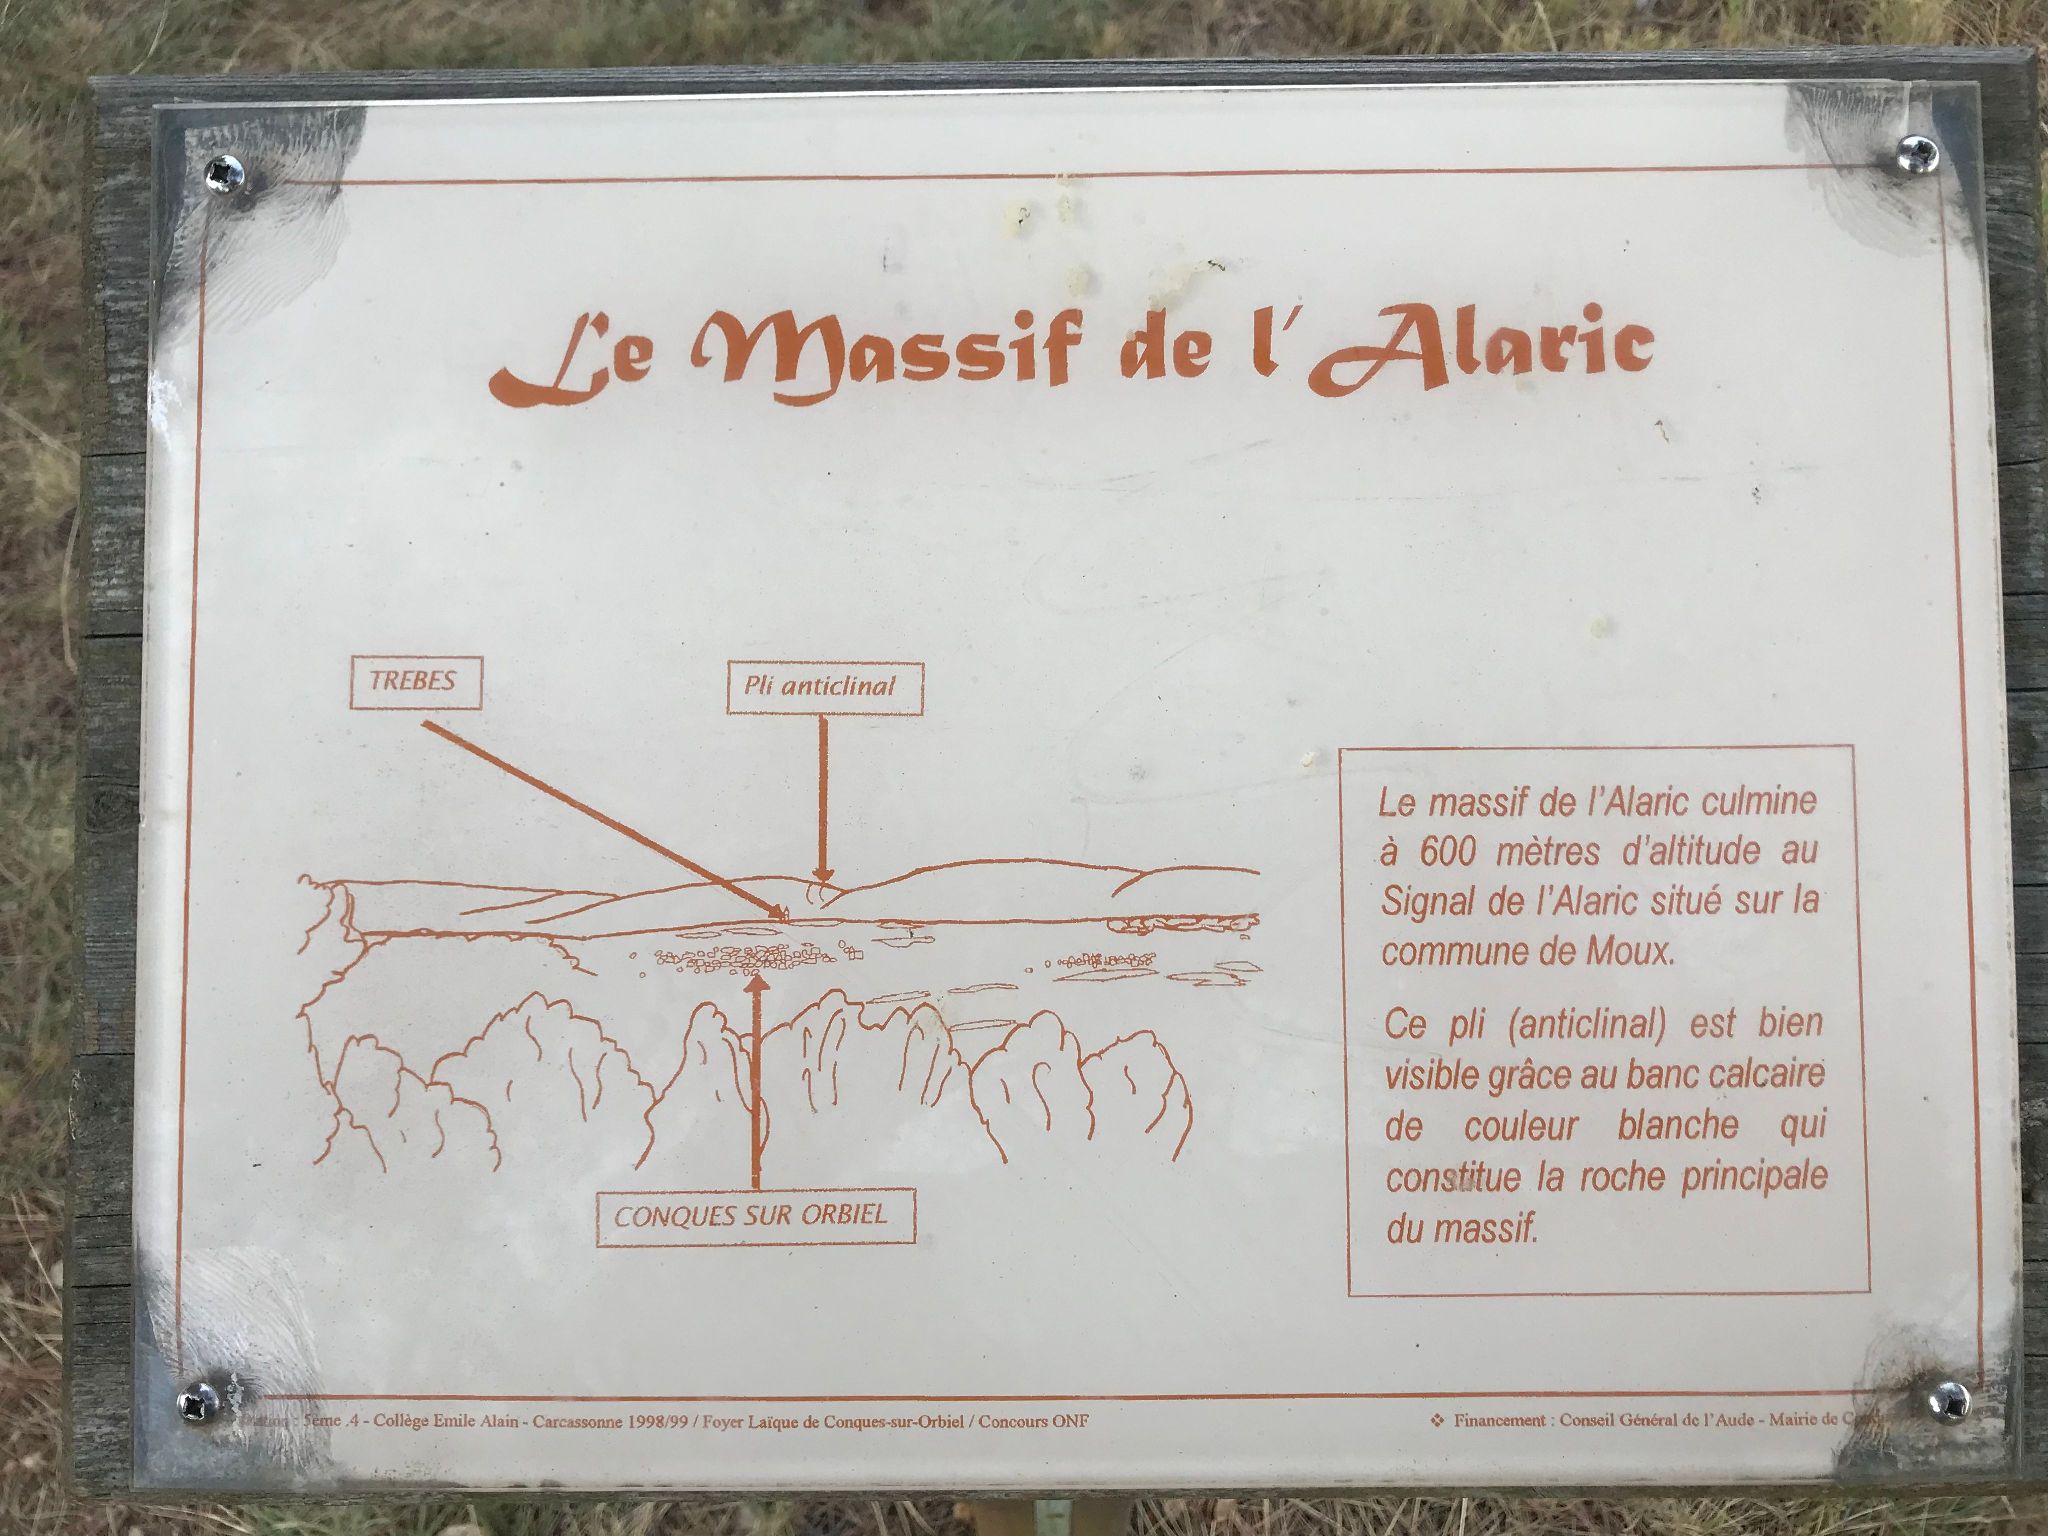 Le Massif de l'Alaric
TREBES
Pli anticlinal
Le massif de l'Alaric culmine
à 600 mètres d'altitude au
Signal de l'Alaric situé sur la
commune de Moux.
Ce pli (anticlinal) est bien
visible grâce au banc calcaire
de couleur blanche qui
constitue la roche principale
du massif.
CONQUES SUR ORBIEL
: 5ème .4 - Collège Emile Alain - Carcassonne 1998/99 / Foyer Laïque de Conques-sur-Orbiel / Concours ONF
❖ Financement : Conseil Général de l'Aude - Mairie de